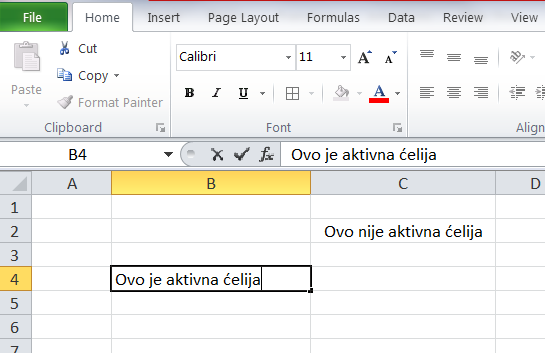 File Home Insert Page Layout Formulas Data Review View
Cut
Copy
Paste
Format Painter
Calibri 11
B I U A
Clipboard Font Align
B4 fx Ovo je aktivna ćelija
A B C D
1
2 Ovo nije aktivna ćelija
3
4 Ovo je aktivna ćelija
5
6
7